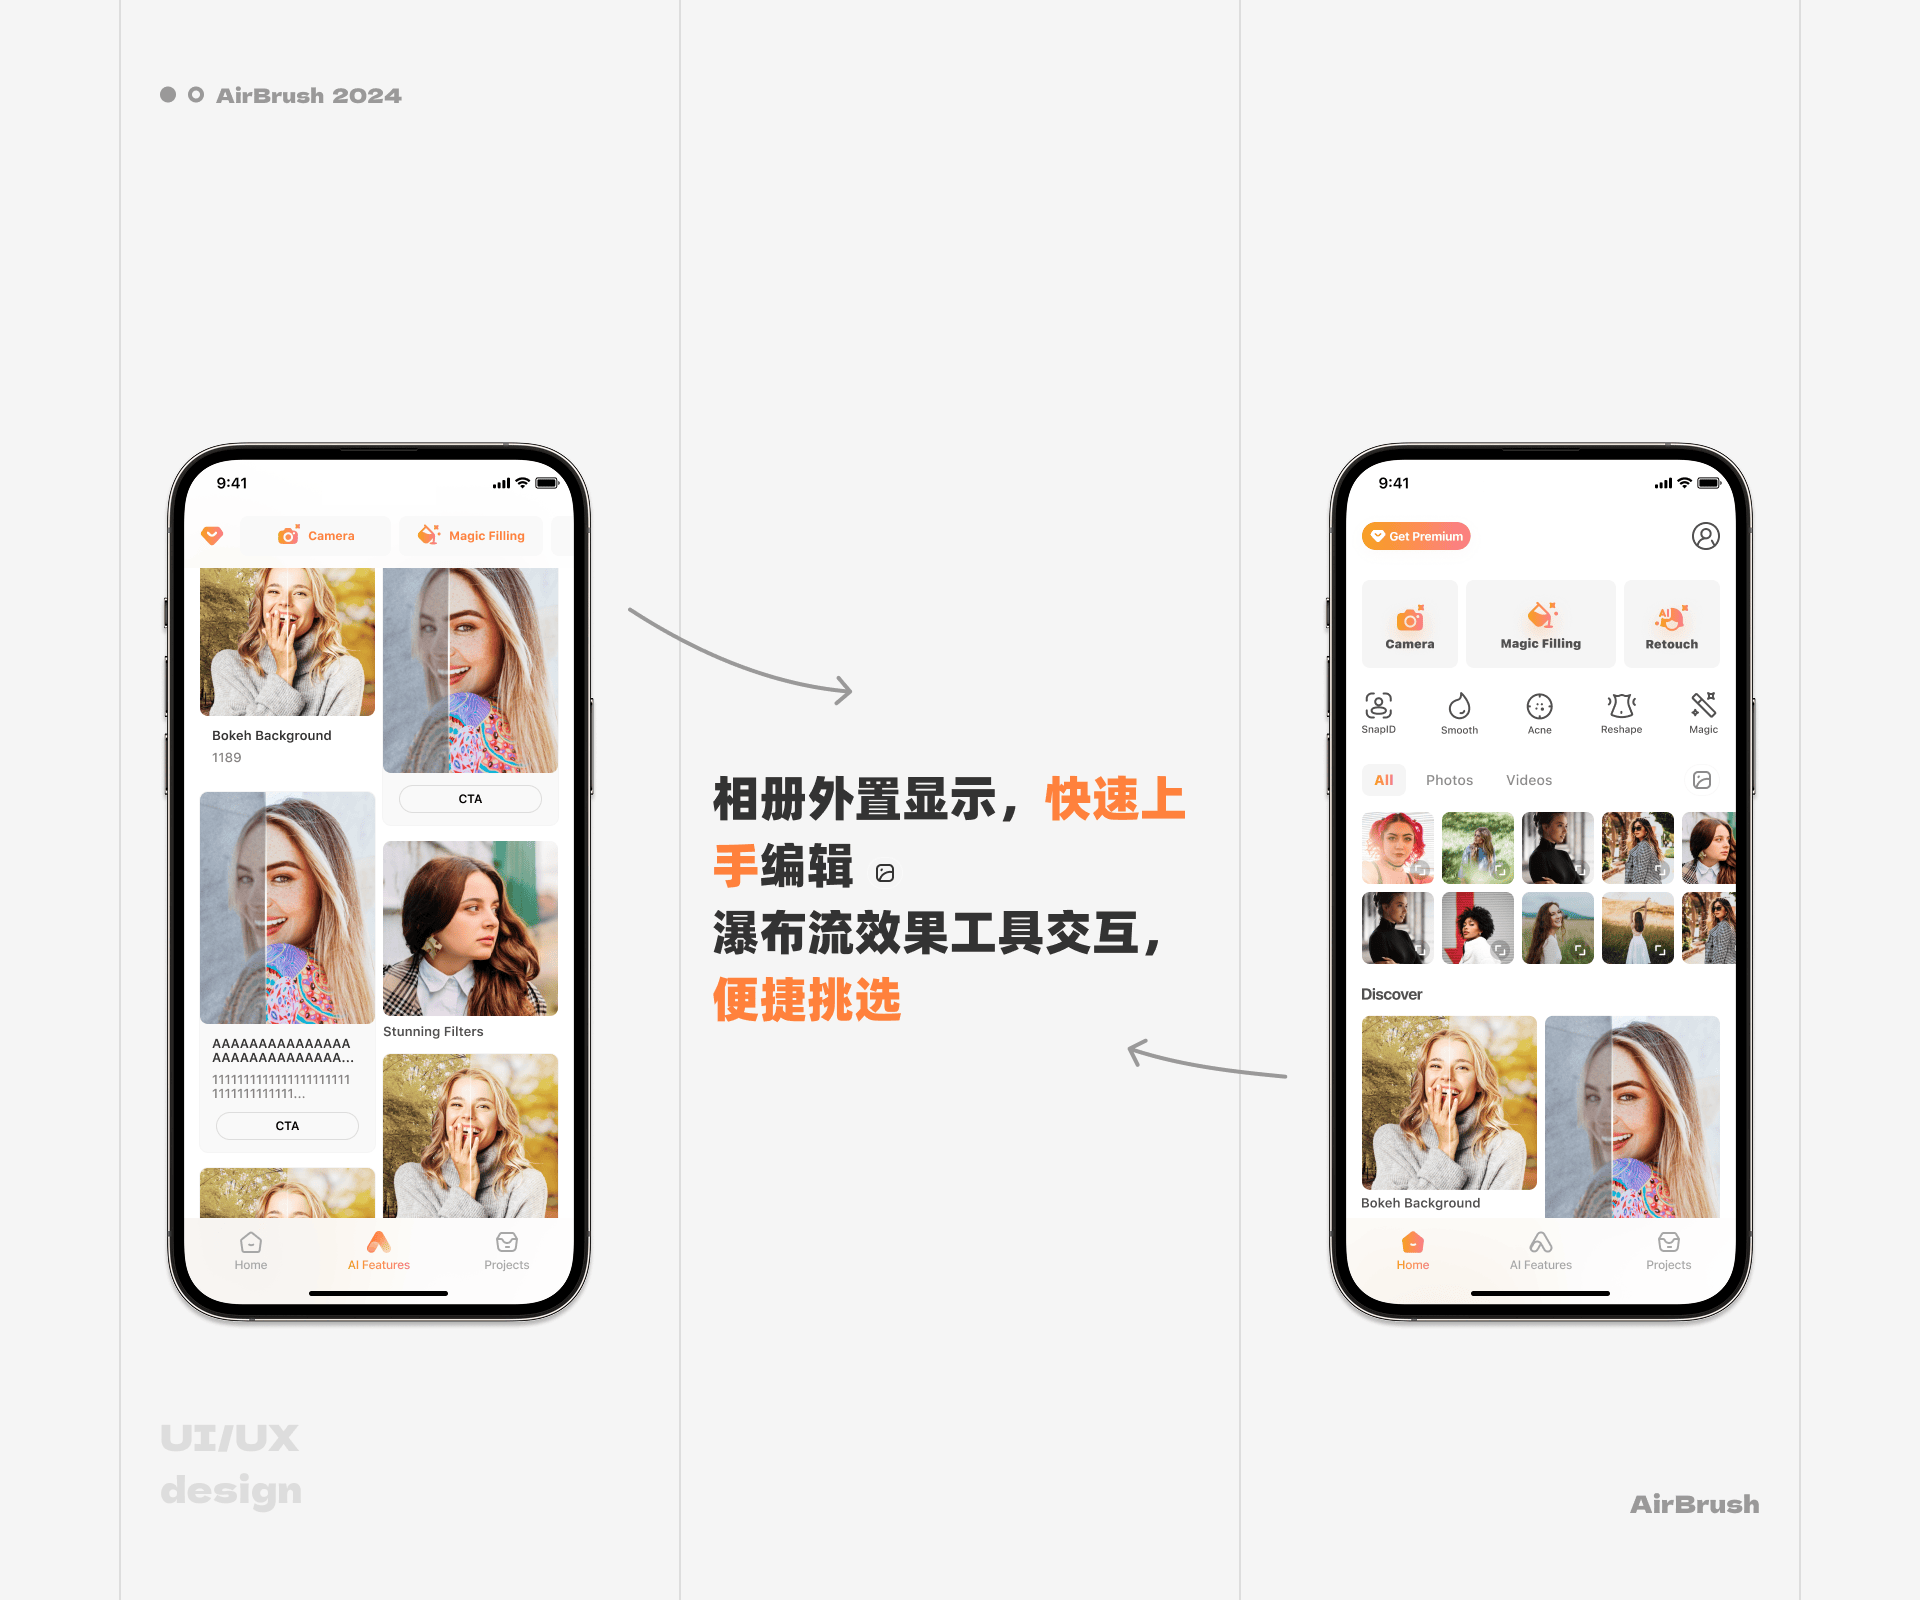 AirBrush 2024
9:41
Camera
Magic Filling
Bokeh Background
1189
CTA
AAAAAAAAAAAAAAA
AAAAAAAAAAAAAA...
Stunning Filters
CTA
Home
AI Features
Projects
相册外置显示，快速上
手编辑
瀑布流效果工具交互，
便捷挑选
9:41
Get Premium
Camera
Magic Filling
AI
Retouch
SnapID
Smooth
Acne
Reshape
Magic
All
Photos
Videos
Discover
Bokeh Background
Home
AI Features
Projects
UI/UX
design
AirBrush